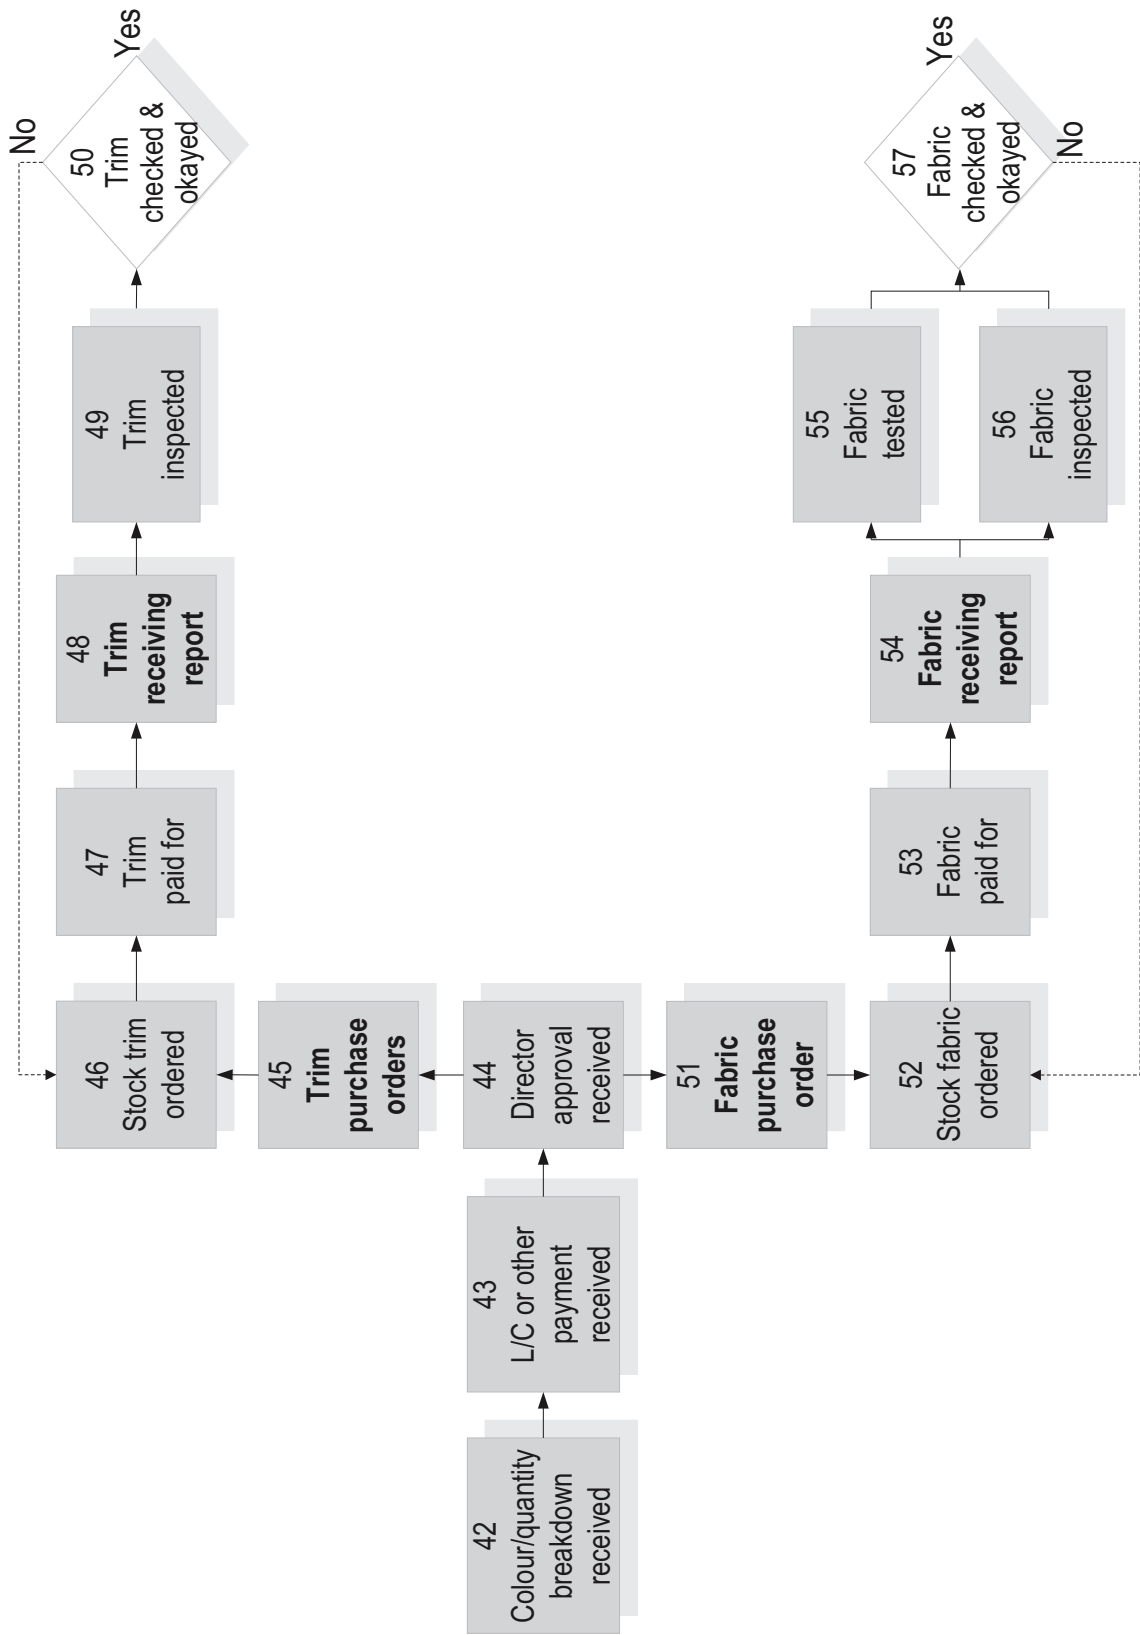 42
Colour/quantity
breakdown
received
43
L/C or other
payment
received
44
Director
approval
received
45
Trim
purchase
orders
46
Stock trim
ordered
47
Trim
paid for
48
Trim
receiving
report
49
Trim
inspected
50
Trim
checked &
okayed
No
Yes
51
Fabric
purchase
order
52
Stock fabric
ordered
53
Fabric
paid for
54
Fabric
receiving
report
55
Fabric
tested
56
Fabric
inspected
57
Fabric
checked &
okayed
Yes
No